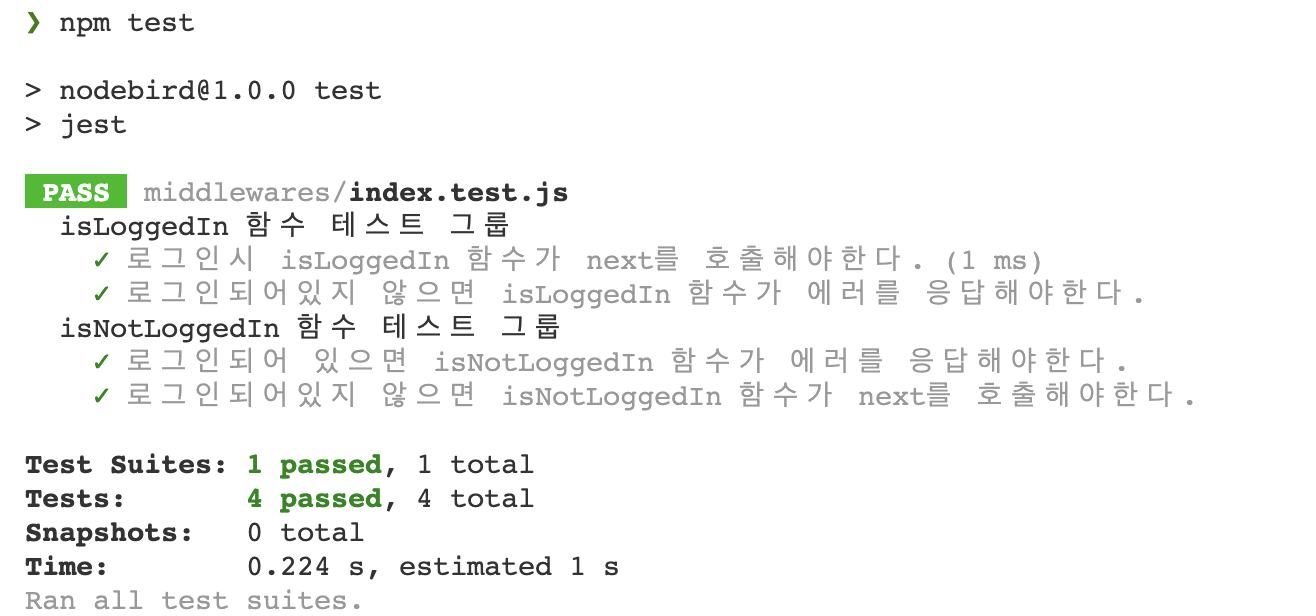 ❯ npm test
> nodebird@1.0.0 test
> jest
PASS middlewares/index.test.js
isLoggedIn 함수 테스트 그룹
✓ 로그인시 isLoggedIn 함수가 next를 호출해야한다. (1 ms)
✓ 로그인되어있지 않으면 isLoggedIn 함수가 에러를 응답해야한다.
isNotLoggedIn 함수 테스트 그룹
✓ 로그인되어 있으면 isNotLoggedIn 함수가 에러를 응답해야한다.
✓ 로그인되어있지 않으면 isNotLoggedIn 함수가 next를 호출해야한다.
Test Suites: 1 passed, 1 total
Tests: 4 passed, 4 total
Snapshots: 0 total
Time: 0.224 s, estimated 1 s
Ran all test suites.